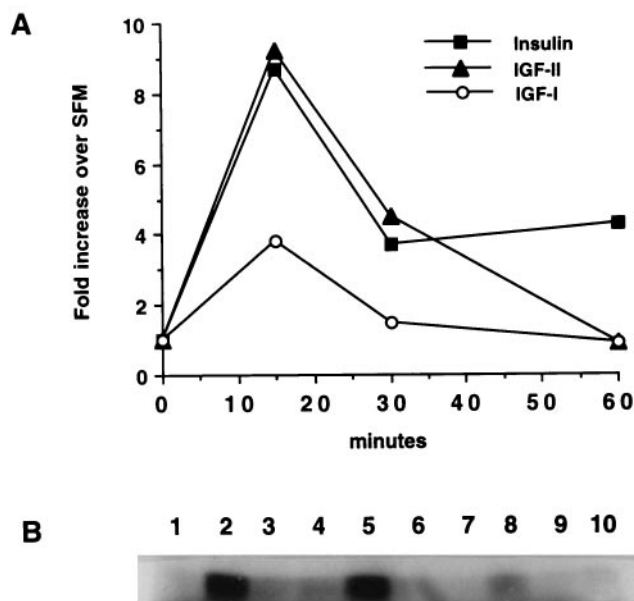 A
Fold increase over SFM
10
8
6
4
2
0
Insulin
IGF-II
IGF-I
0 10 20 30 40 50 60
minutes
B
1 2 3 4 5 6 7 8 9 10